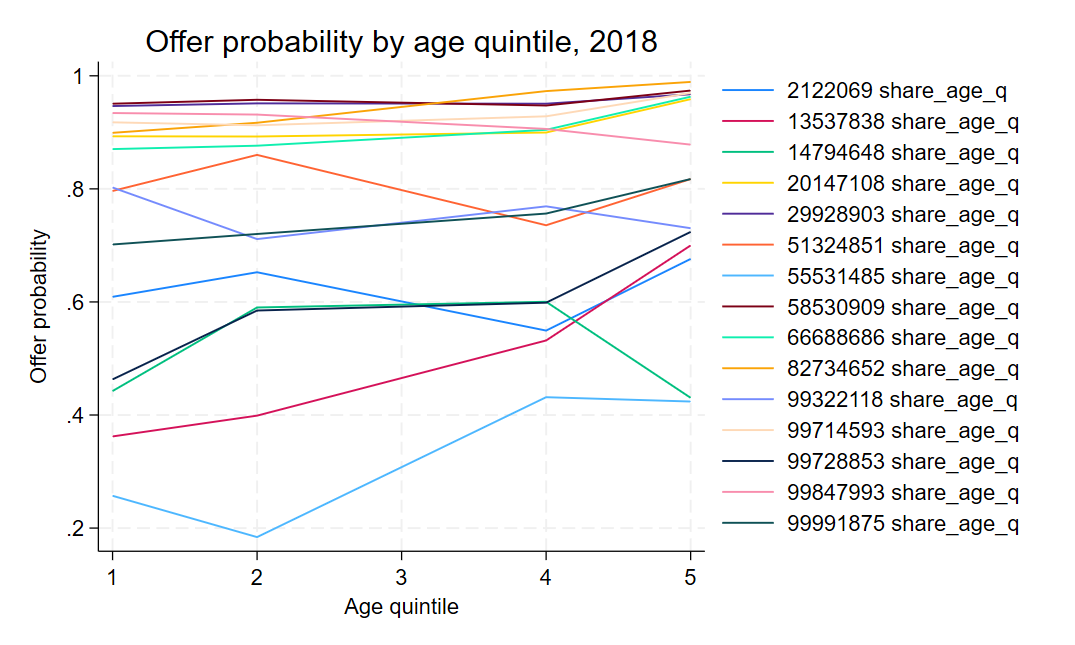 Offer probability by age quintile, 2018
1
.8
.6
.4
.2
Offer probability
1 2 3 4 5
Age quintile
2122069 share_age_q
13537838 share_age_q
14794648 share_age_q
20147108 share_age_q
29928903 share_age_q
51324851 share_age_q
55531485 share_age_q
58530909 share_age_q
66688686 share_age_q
82734652 share_age_q
99322118 share_age_q
99714593 share_age_q
99728853 share_age_q
99847993 share_age_q
99991875 share_age_q